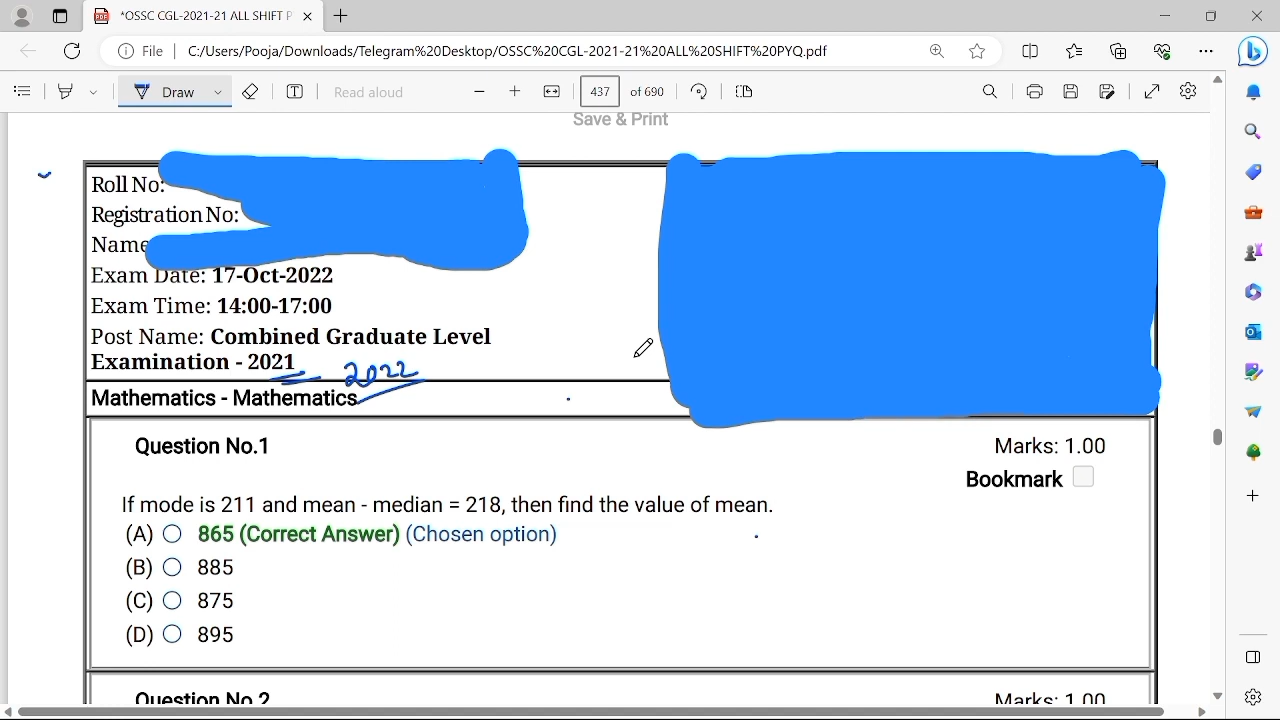 *OSSC CGL-2021-21 ALL SHIFT P
File
C:/Users/Pooja/Downloads/Telegram%20Desktop/OSSC%20CGL-2021-21%20ALL%20SHIFT%20PYQ.pdf
Draw
Read aloud
437
of 690
Save & Print
Roll No:
Registration No:
Name
Exam Date: 17-Oct-2022
Exam Time: 14:00-17:00
Post Name: Combined Graduate Level
Examination - 2021
2022
Mathematics - Mathematics
Question No.1
Marks: 1.00
Bookmark
If mode is 211 and mean - median = 218, then find the value of mean.
(A) 865 (Correct Answer) (Chosen option)
(B) 885
(C) 875
(D) 895
Question No.2
Marks: 1.00